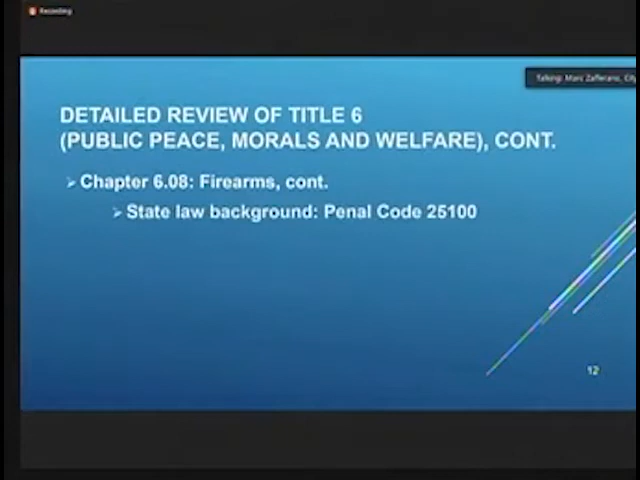 Recording
Talking: Marc Zafferano, City
DETAILED REVIEW OF TITLE 6
(PUBLIC PEACE, MORALS AND WELFARE), CONT.
Chapter 6.08: Firearms, cont.
State law background: Penal Code 25100
12